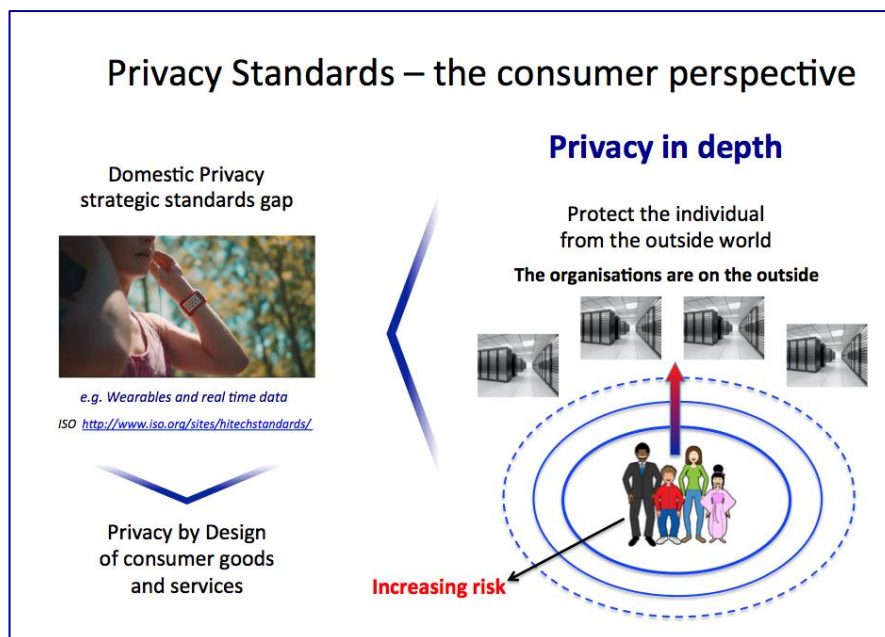 Privacy Standards – the consumer perspective
Domestic Privacy
strategic standards gap
e.g. Wearables and real time data
ISO http://www.iso.org/sites/hitechstandards/
Privacy by Design
of consumer goods
and services
Privacy in depth
Protect the individual
from the outside world
The organisations are on the outside
Increasing risk